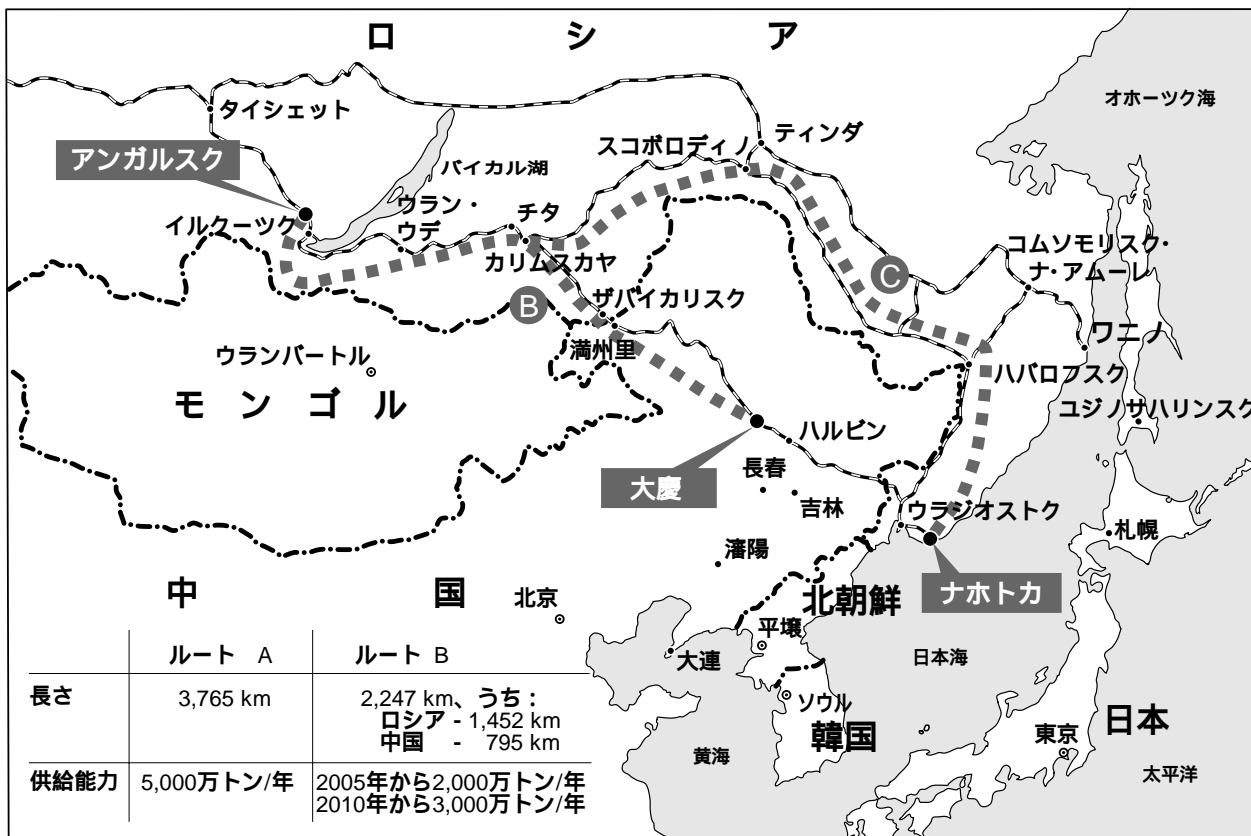 ロ シ ア
オホーツク海
タイシェット
ティンダ
スコボロディノ
アンガルスク
バイカル湖
イルクーツク
ウラン・
ウデ
チタ
カリムスカヤ
コムソモリスク・
ナ・アムーレ
C
B
ザバイカリスク
満州里
ワニノ
ウランバートル
ハバロフスク
モ ン ゴ ル
ユジノサハリンスク
ハルビン
大慶
長春
吉林
ウラジオストク
札幌
瀋陽
ナホトカ
中 国
北京
北朝鮮
平壌
大連
日本海
ソウル
韓国
日本
東京
黄海
太平洋
ルート A ルート B
長さ 3,765 km 2,247 km、うち：
ロシア - 1,452 km
中国 - 795 km
供給能力 5,000万トン/年 2005年から2,000万トン/年
2010年から3,000万トン/年